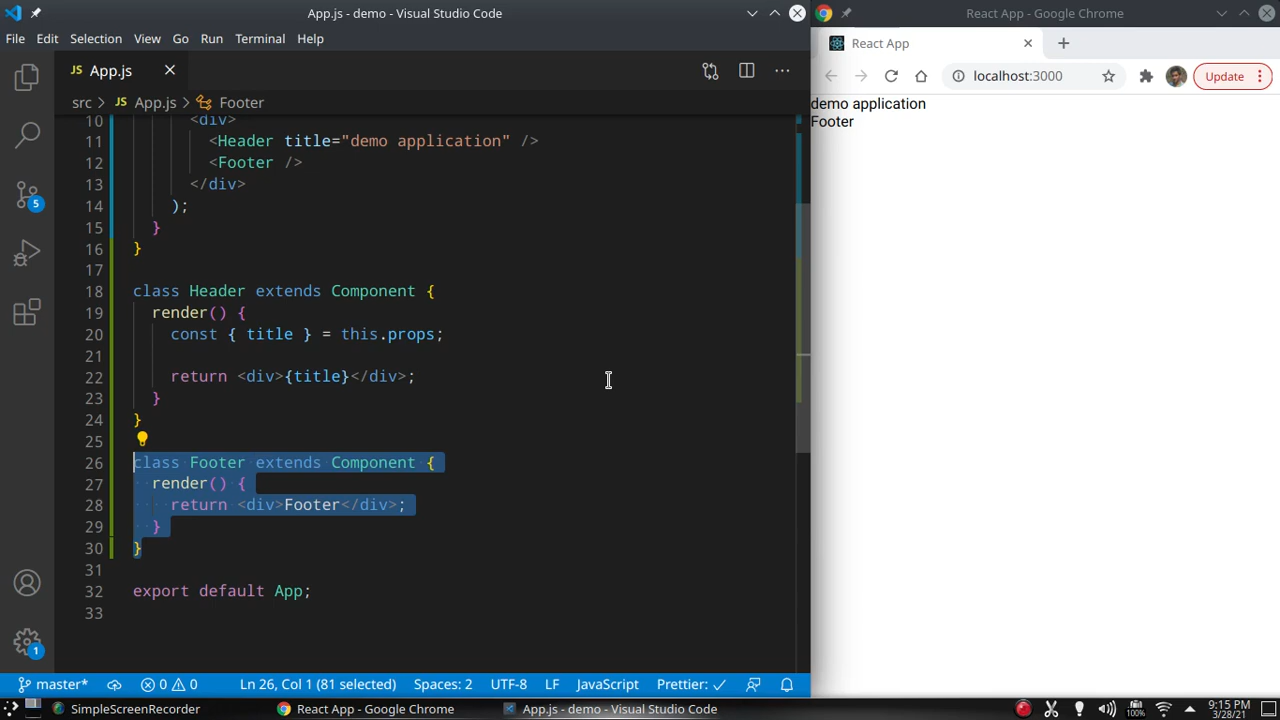 App.js - demo - Visual Studio Code
File Edit Selection View Go Run Terminal Help
JS App.js
src > JS App.js > Footer
10 <div>
11 <Header title="demo application" />
12 <Footer />
13 </div>
14 );
15 }
16 }
17
18 class Header extends Component {
19 render() {
20 const { title } = this.props;
21
22 return <div>{title}</div>;
23 }
24 }
25
26 class Footer extends Component {
27 render() {
28 return <div>Footer</div>;
29 }
30 }
31
32 export default App;
33
5
1
master* 0 0 Ln 26, Col 1 (81 selected) Spaces: 2 UTF-8 LF JavaScript Prettier: ✓
React App - Google Chrome
React App
localhost:3000 Update
demo application
Footer
SimpleScreenRecorder React App - Google Chrome App.js - demo - Visual Studio Code 100% 9:15 PM
3/28/21